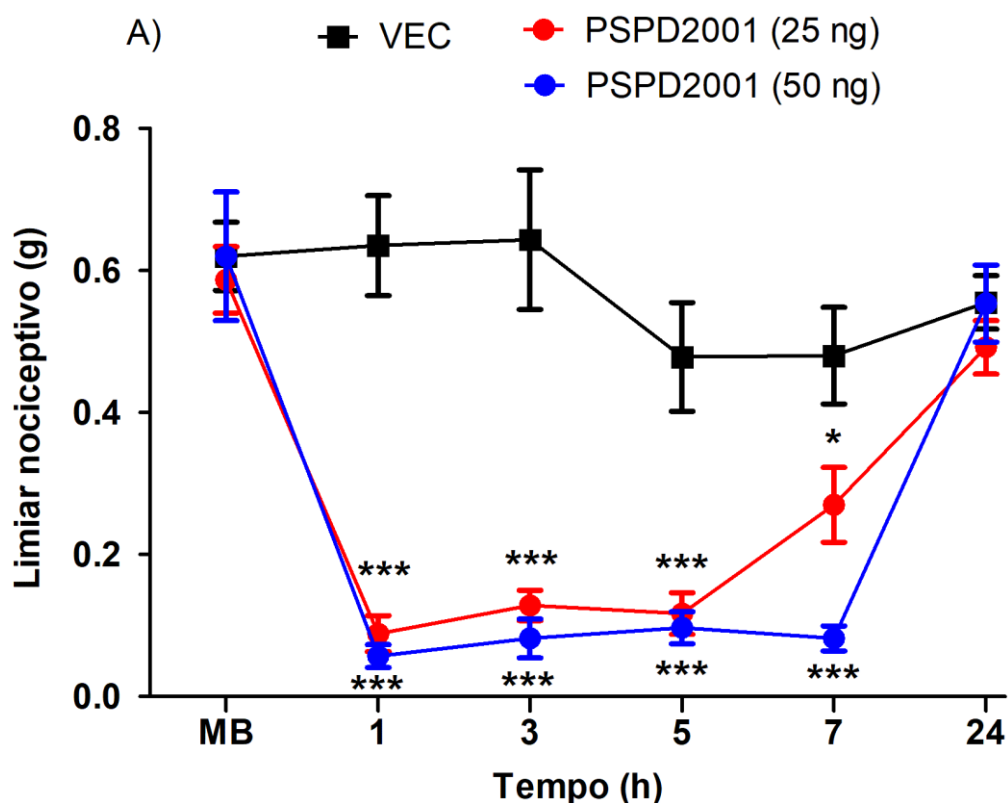 A)
VEC
PSPD2001 (25 ng)
PSPD2001 (50 ng)
0.8
0.6
0.4
0.2
0.0
Limiar nociceptivo (g)
*
*** *** ***
*** *** *** ***
MB 1 3 5 7 24
Tempo (h)